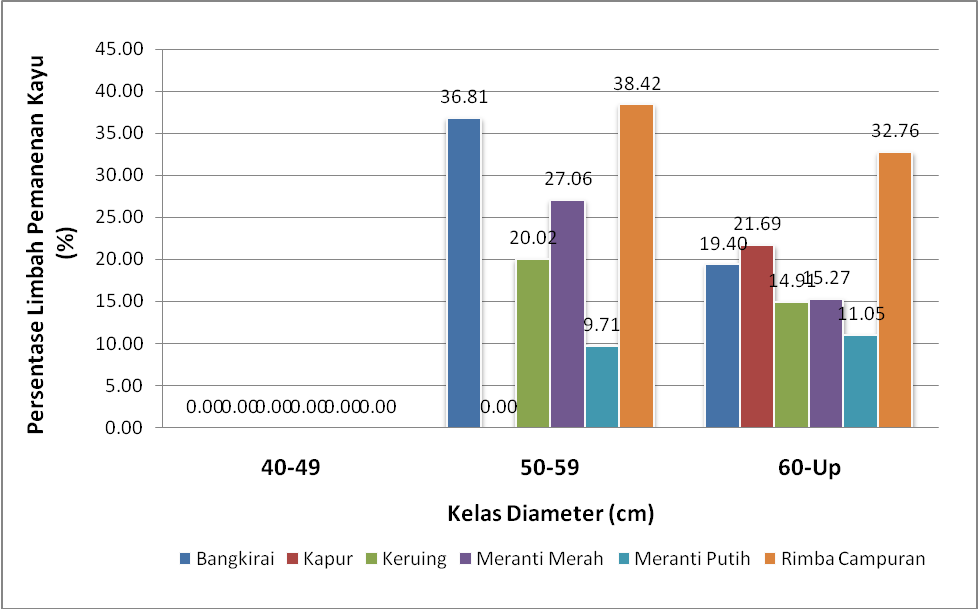 Persentase Limbah Pemanenan Kayu
(%)
45.00
40.00
35.00
30.00
25.00
20.00
15.00
10.00
5.00
0.00
0.00 0.00 0.00 0.00 0.00 0.00
36.81 0.00 20.02 27.06 9.71 38.42
19.40 21.69 14.91 15.27 11.05 32.76
40-49 50-59 60-Up
Kelas Diameter (cm)
Bangkirai Kapur Keruing Meranti Merah Meranti Putih Rimba Campuran